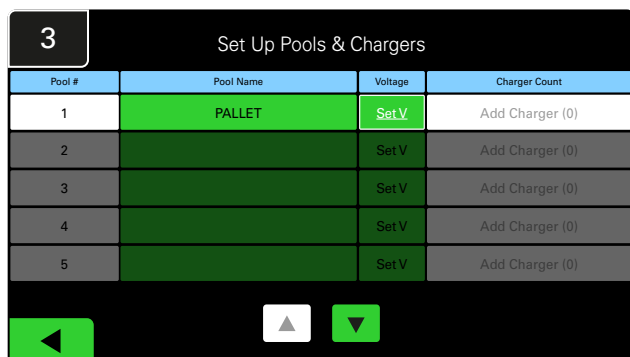 3
Set Up Pools & Chargers
Pool # Pool Name Voltage Charger Count
1 PALLET Set V Add Charger (0)
2 Set V Add Charger (0)
3 Set V Add Charger (0)
4 Set V Add Charger (0)
5 Set V Add Charger (0)